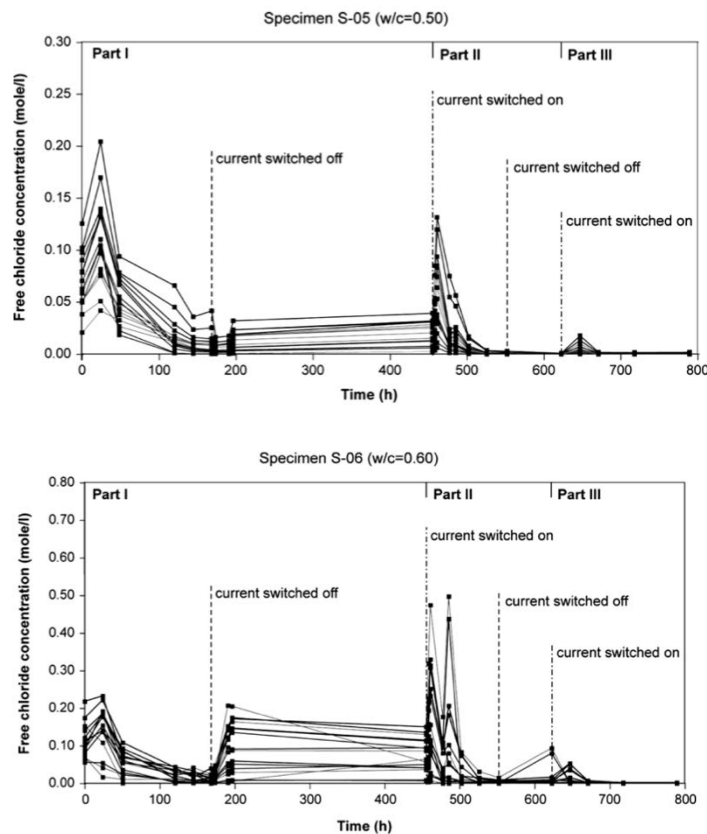 Specimen S-05 (w/c=0.50)
Free chloride concentration (mole/l)
0.30
0.25
0.20
0.15
0.10
0.05
0.00
Part I
Part II
Part III
current switched on
current switched off
current switched off
current switched on
0
100
200
300
400
500
600
700
800
Time (h)
Specimen S-06 (w/c=0.60)
Free chloride concentration (mole/l)
0.80
0.70
0.60
0.50
0.40
0.30
0.20
0.10
0.00
Part I
Part II
Part III
current switched on
current switched off
current switched off
current switched on
0
100
200
300
400
500
600
700
800
Time (h)